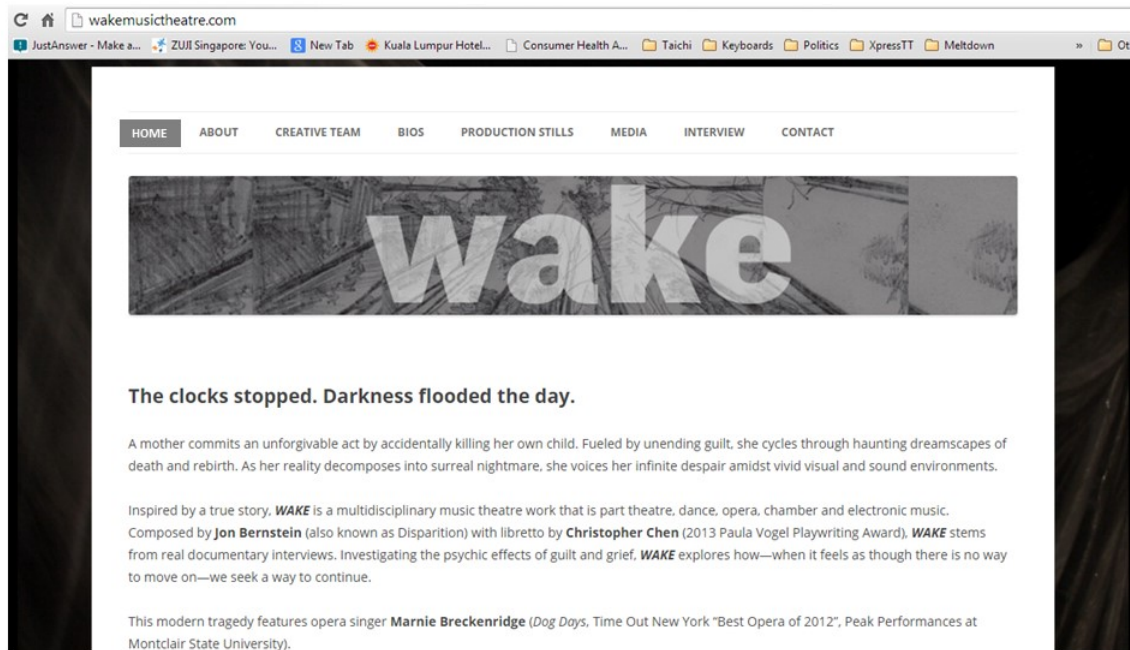 wakemusictheatre.com
JustAnswer - Make a... ZUJI Singapore: You... New Tab Kuala Lumpur Hotel... Consumer Health A... Taichi Keyboards Politics XpressTT Meltdown » Ot
HOME ABOUT CREATIVE TEAM BIOS PRODUCTION STILLS MEDIA INTERVIEW CONTACT
wake
The clocks stopped. Darkness flooded the day.
A mother commits an unforgivable act by accidentally killing her own child. Fueled by unending guilt, she cycles through haunting dreamscapes of
death and rebirth. As her reality decomposes into surreal nightmare, she voices her infinite despair amidst vivid visual and sound environments.
Inspired by a true story, WAKE is a multidisciplinary music theatre work that is part theatre, dance, opera, chamber and electronic music.
Composed by Jon Bernstein (also known as Disparition) with libretto by Christopher Chen (2013 Paula Vogel Playwriting Award), WAKE stems
from real documentary interviews. Investigating the psychic effects of guilt and grief, WAKE explores how—when it feels as though there is no way
to move on—we seek a way to continue.
This modern tragedy features opera singer Marnie Breckenridge (Dog Days, Time Out New York "Best Opera of 2012", Peak Performances at
Montclair State University).